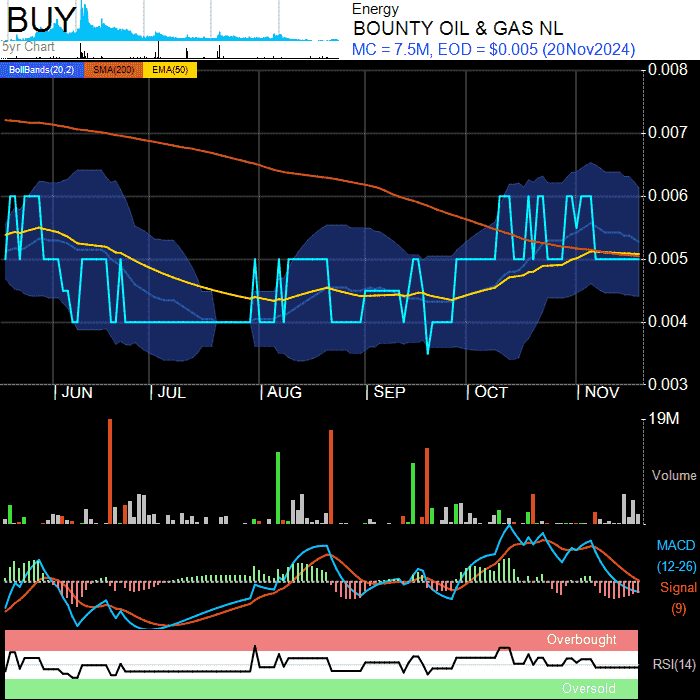 BUY
5yr Chart
Energy
BOUNTY OIL & GAS NL
MC = 7.5M, EOD = $0.005 (20Nov2024)
BollBands(20,2) SMA(200) EMA(50)
0.008
0.007
0.006
0.005
0.004
0.003
JUN JUL AUG SEP OCT NOV
19M
Volume
MACD
(12-26)
Signal
(9)
Overbought
RSI(14)
Oversold